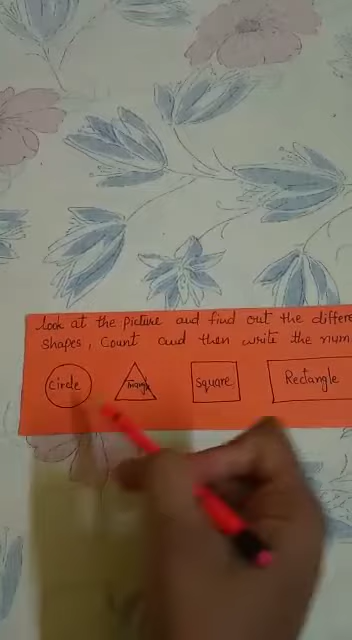 Look at the picture and find out the differe
shapes, Count and then write the num
Circle Triangle Square Rectangle